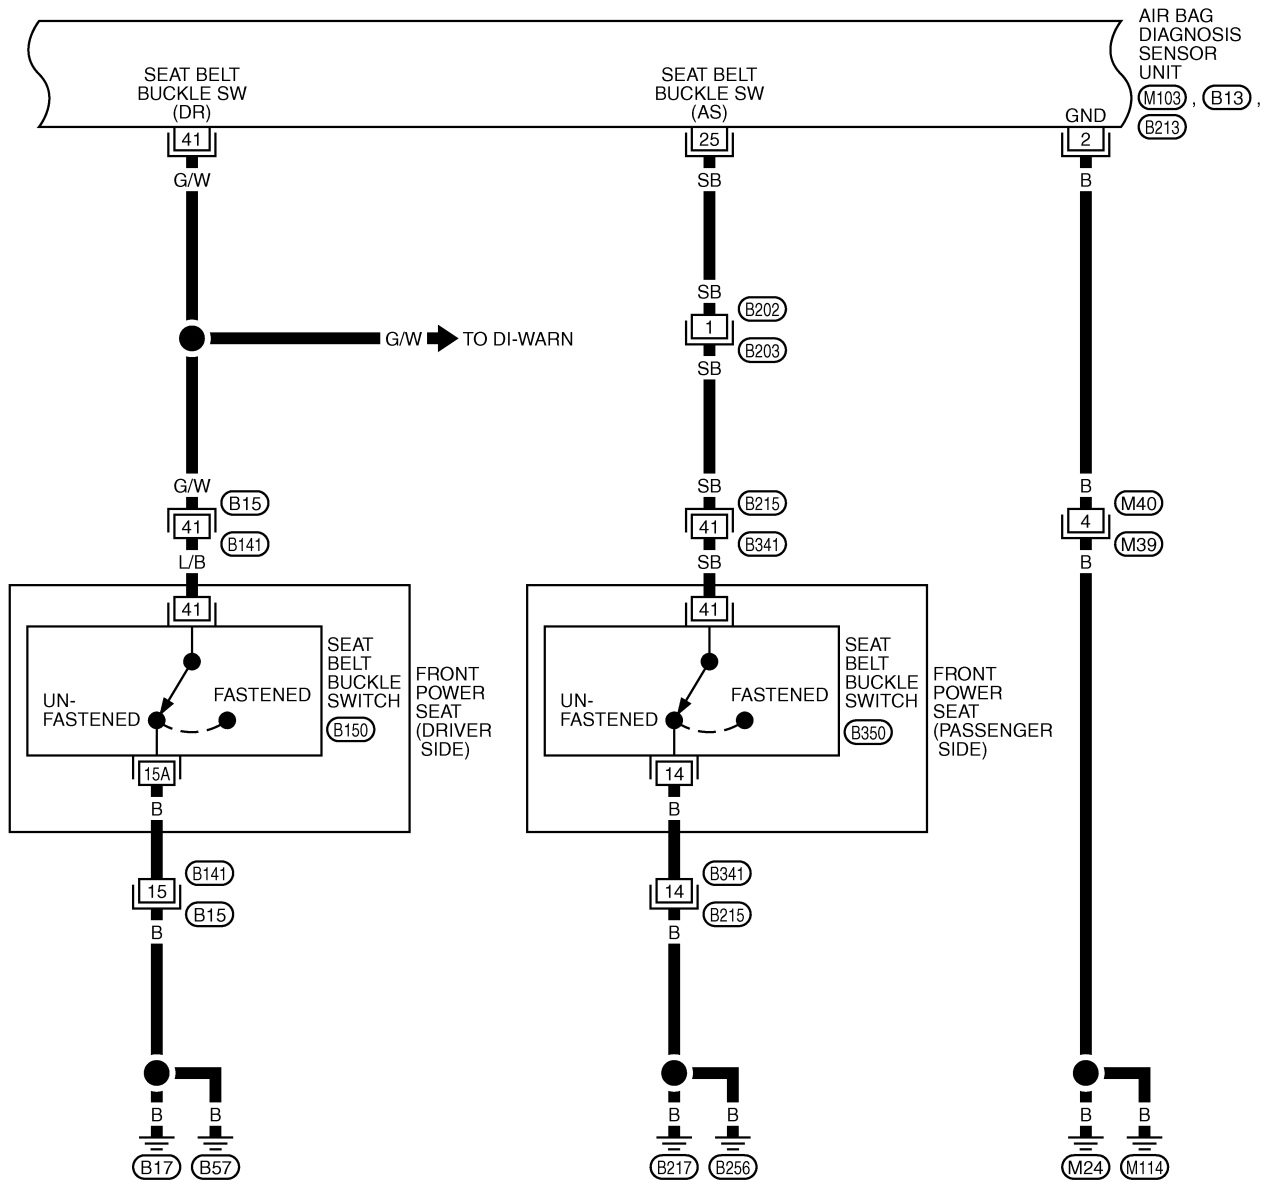 AIR BAG
DIAGNOSIS
SENSOR
UNIT
M103 , B13 ,
B213
SEAT BELT
BUCKLE SW
(DR)
SEAT BELT
BUCKLE SW
(AS)
GND
41
25
2
G/W
SB
B
SB
B202
1
B203
SB
G/W
TO DI-WARN
G/W
B15
41
B141
L/B
SB
B215
41
B341
SB
B
M40
4
M39
B
41
UN-
FASTENED
FASTENED
SEAT
BELT
BUCKLE
SWITCH
B150
FRONT
POWER
SEAT
(DRIVER
SIDE)
15A
B
41
UN-
FASTENED
FASTENED
SEAT
BELT
BUCKLE
SWITCH
B350
FRONT
POWER
SEAT
(PASSENGER
SIDE)
14
B
B141
15
B15
B
B341
14
B215
B
B
B
B
B
B
B
B17
B57
B217
B256
M24
M114